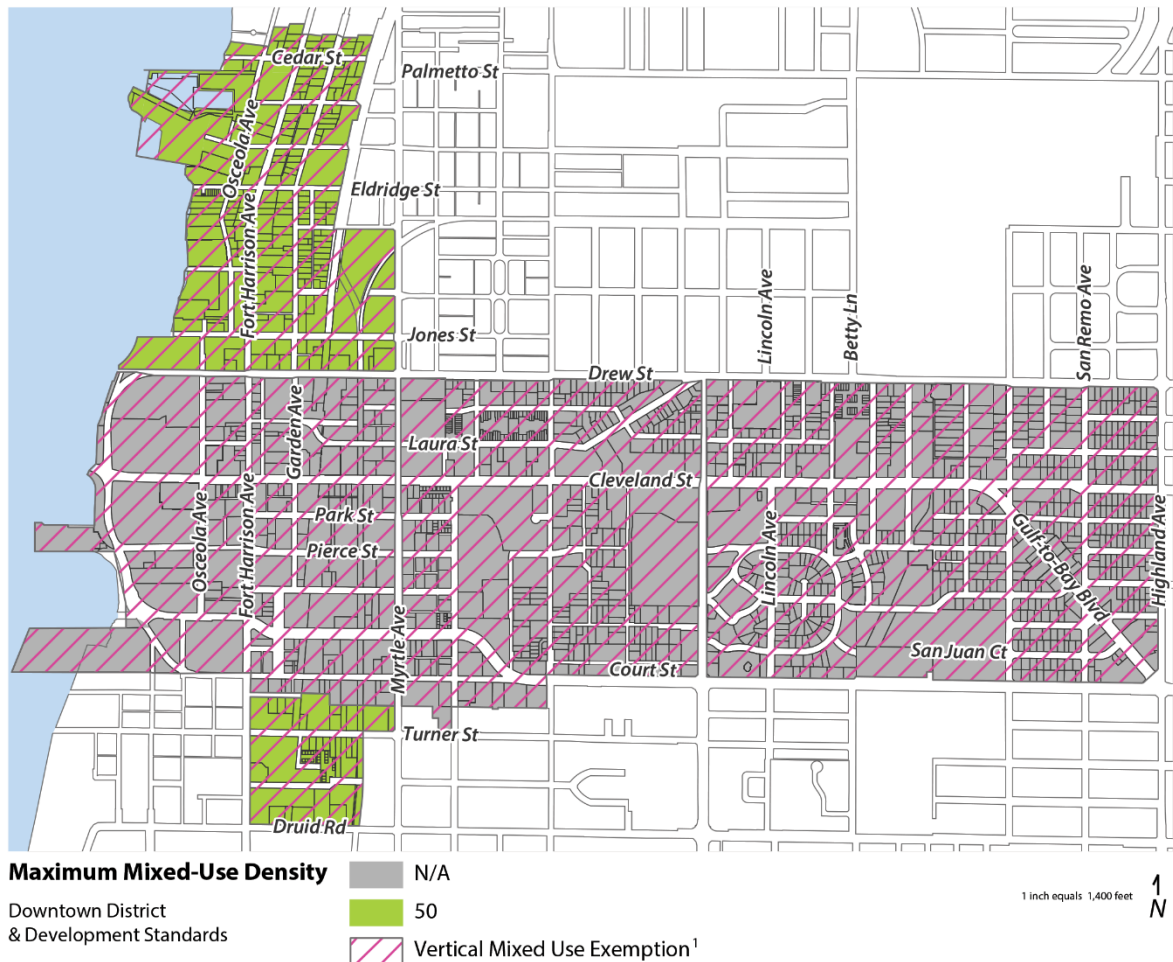 Cedar St
Palmetto St
Osceola Ave
Eldridge St
Fort Harrison Ave
Lincoln Ave
Betty Ln
San Remo Ave
Jones St
Drew St
Garden Ave
Laura St
Cleveland St
Osceola Ave
Fort Harrison Ave
Park St
Pierce St
Lincoln Ave
Gulf-to-Bay Blvd
Highland Ave
Myrtle Ave
Court St
San Juan Ct
Turner St
Druid Rd
Maximum Mixed-Use Density
Downtown District
& Development Standards
N/A
50
Vertical Mixed Use Exemption¹
1 inch equals 1,400 feet
N